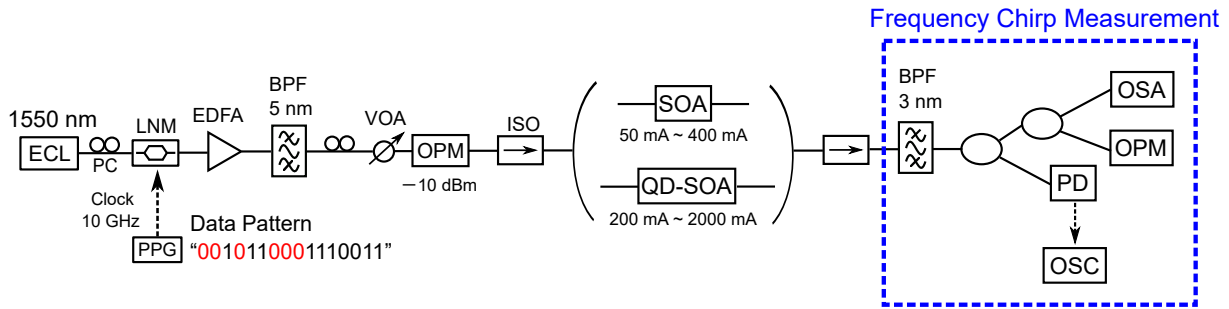 Frequency Chirp Measurement
1550 nm
ECL
PC
LNM
EDFA
BPF
5 nm
VOA
OPM
－10 dBm
ISO
SOA
50 mA ~ 400 mA
QD-SOA
200 mA ~ 2000 mA
BPF
3 nm
OSA
OPM
PD
OSC
Clock
10 GHz
PPG
Data Pattern
“0010110001110011”